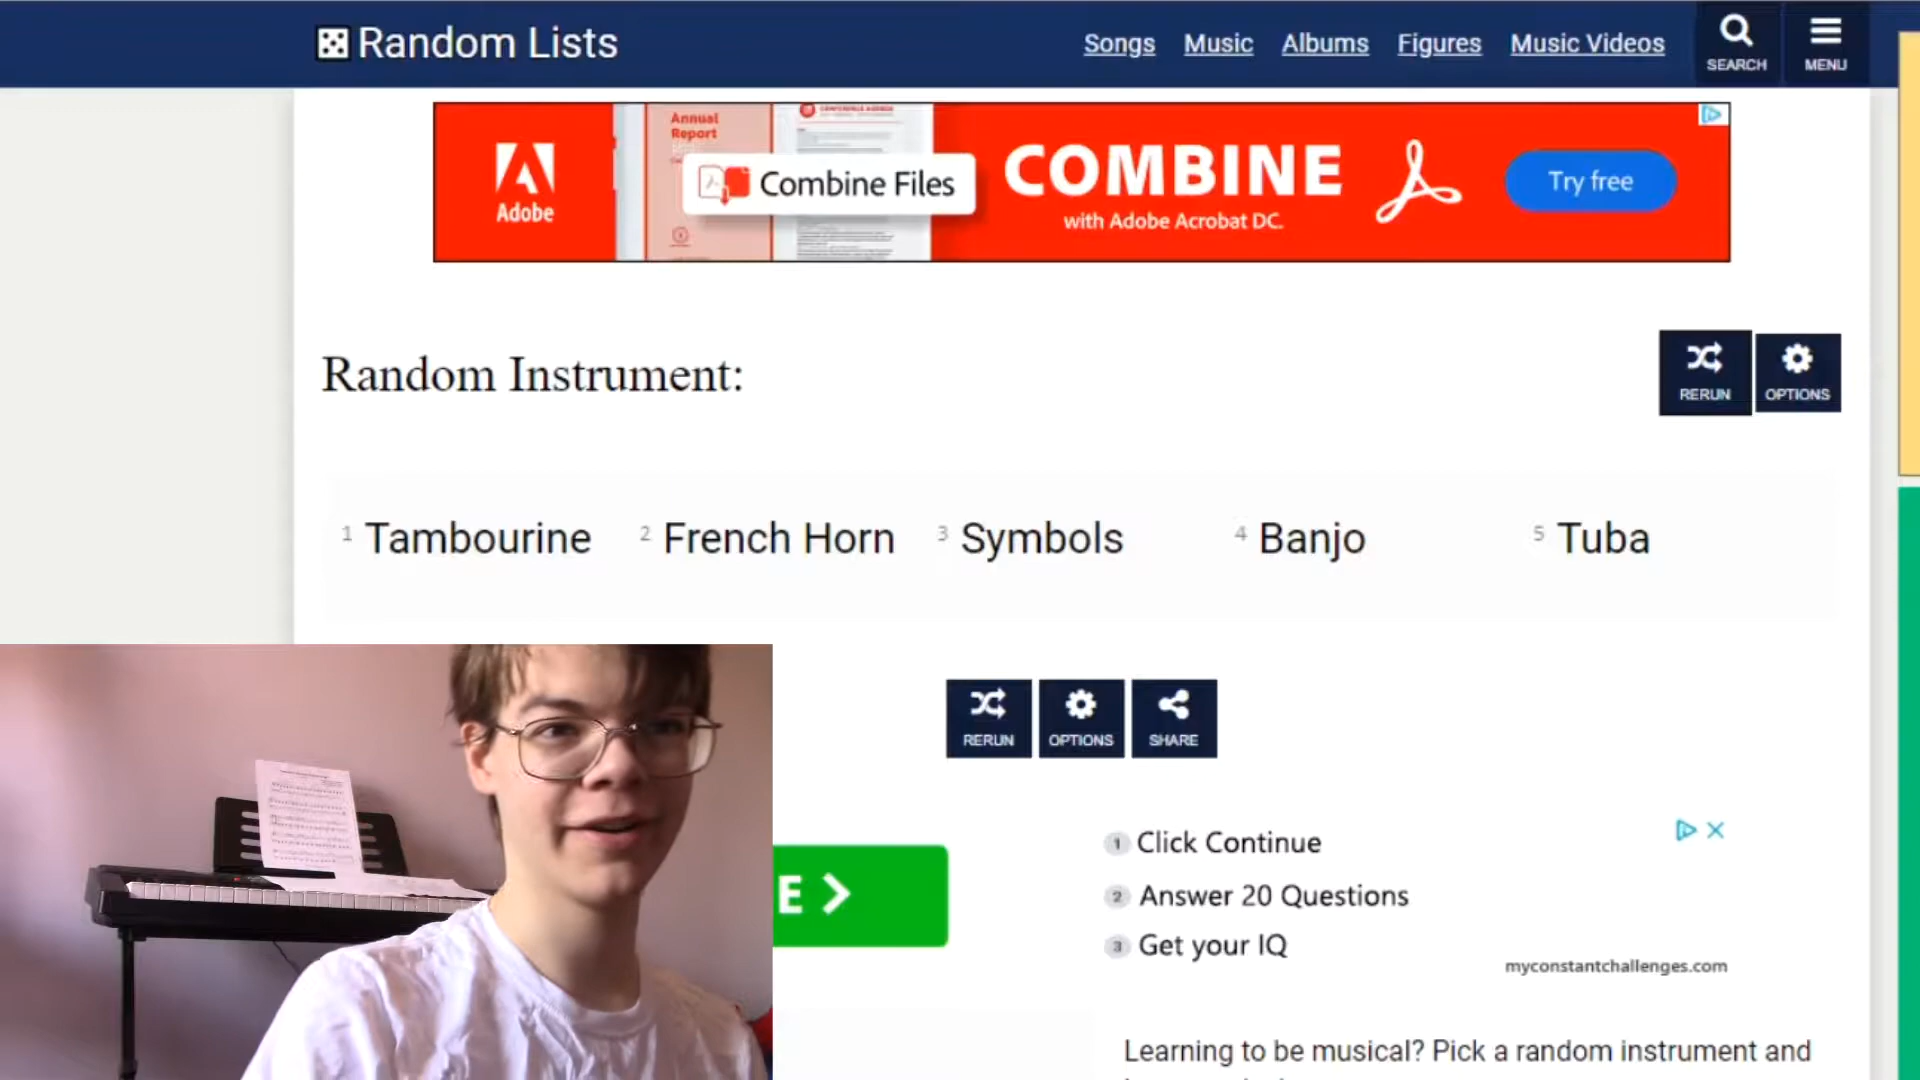 Random Lists
Songs Music Albums Figures Music Videos
SEARCH
MENU
Annual
Report
Adobe
Combine Files
COMBINE
with Adobe Acrobat DC.
Try free
Random Instrument:
RERUN
OPTIONS
1 Tambourine 2 French Horn 3 Symbols 4 Banjo 5 Tuba
RERUN
OPTIONS
SHARE
E
1 Click Continue
2 Answer 20 Questions
3 Get your IQ
myconstantchallenges.com
Learning to be musical? Pick a random instrument and